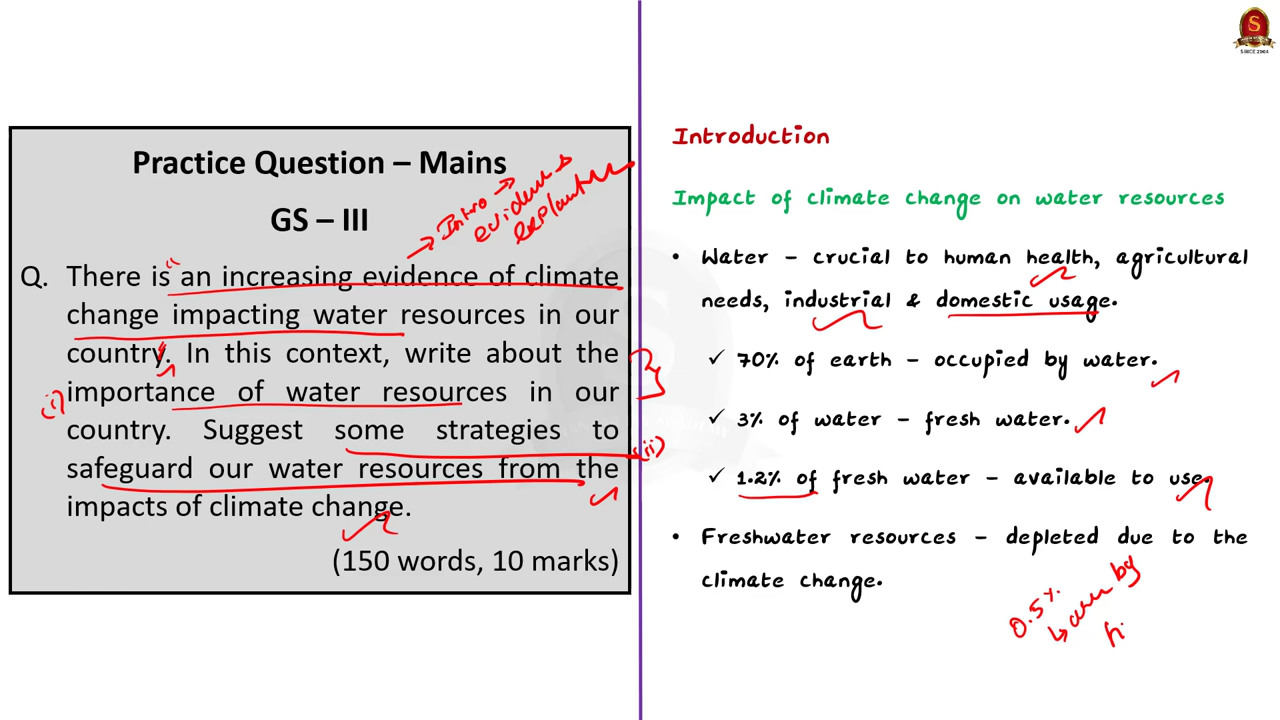 Practice Question – Mains
GS – III
Q. There is an increasing evidence of climate
change impacting water resources in our
country. In this context, write about the
importance of water resources in our
country. Suggest some strategies to
safeguard our water resources from the
impacts of climate change.
(150 words, 10 marks)
→ Intro →
evident
(i)
(ii)
S
SINCE 2004
Introduction
Impact of climate change on water resources
• Water – crucial to human health, agricultural
needs, industrial & domestic usage.
✓ 70% of earth – occupied by water.
✓ 3% of water – fresh water.
✓ 1.2% of fresh water – available to use.
• Freshwater resources – depleted due to the
climate change.
0.5%
by